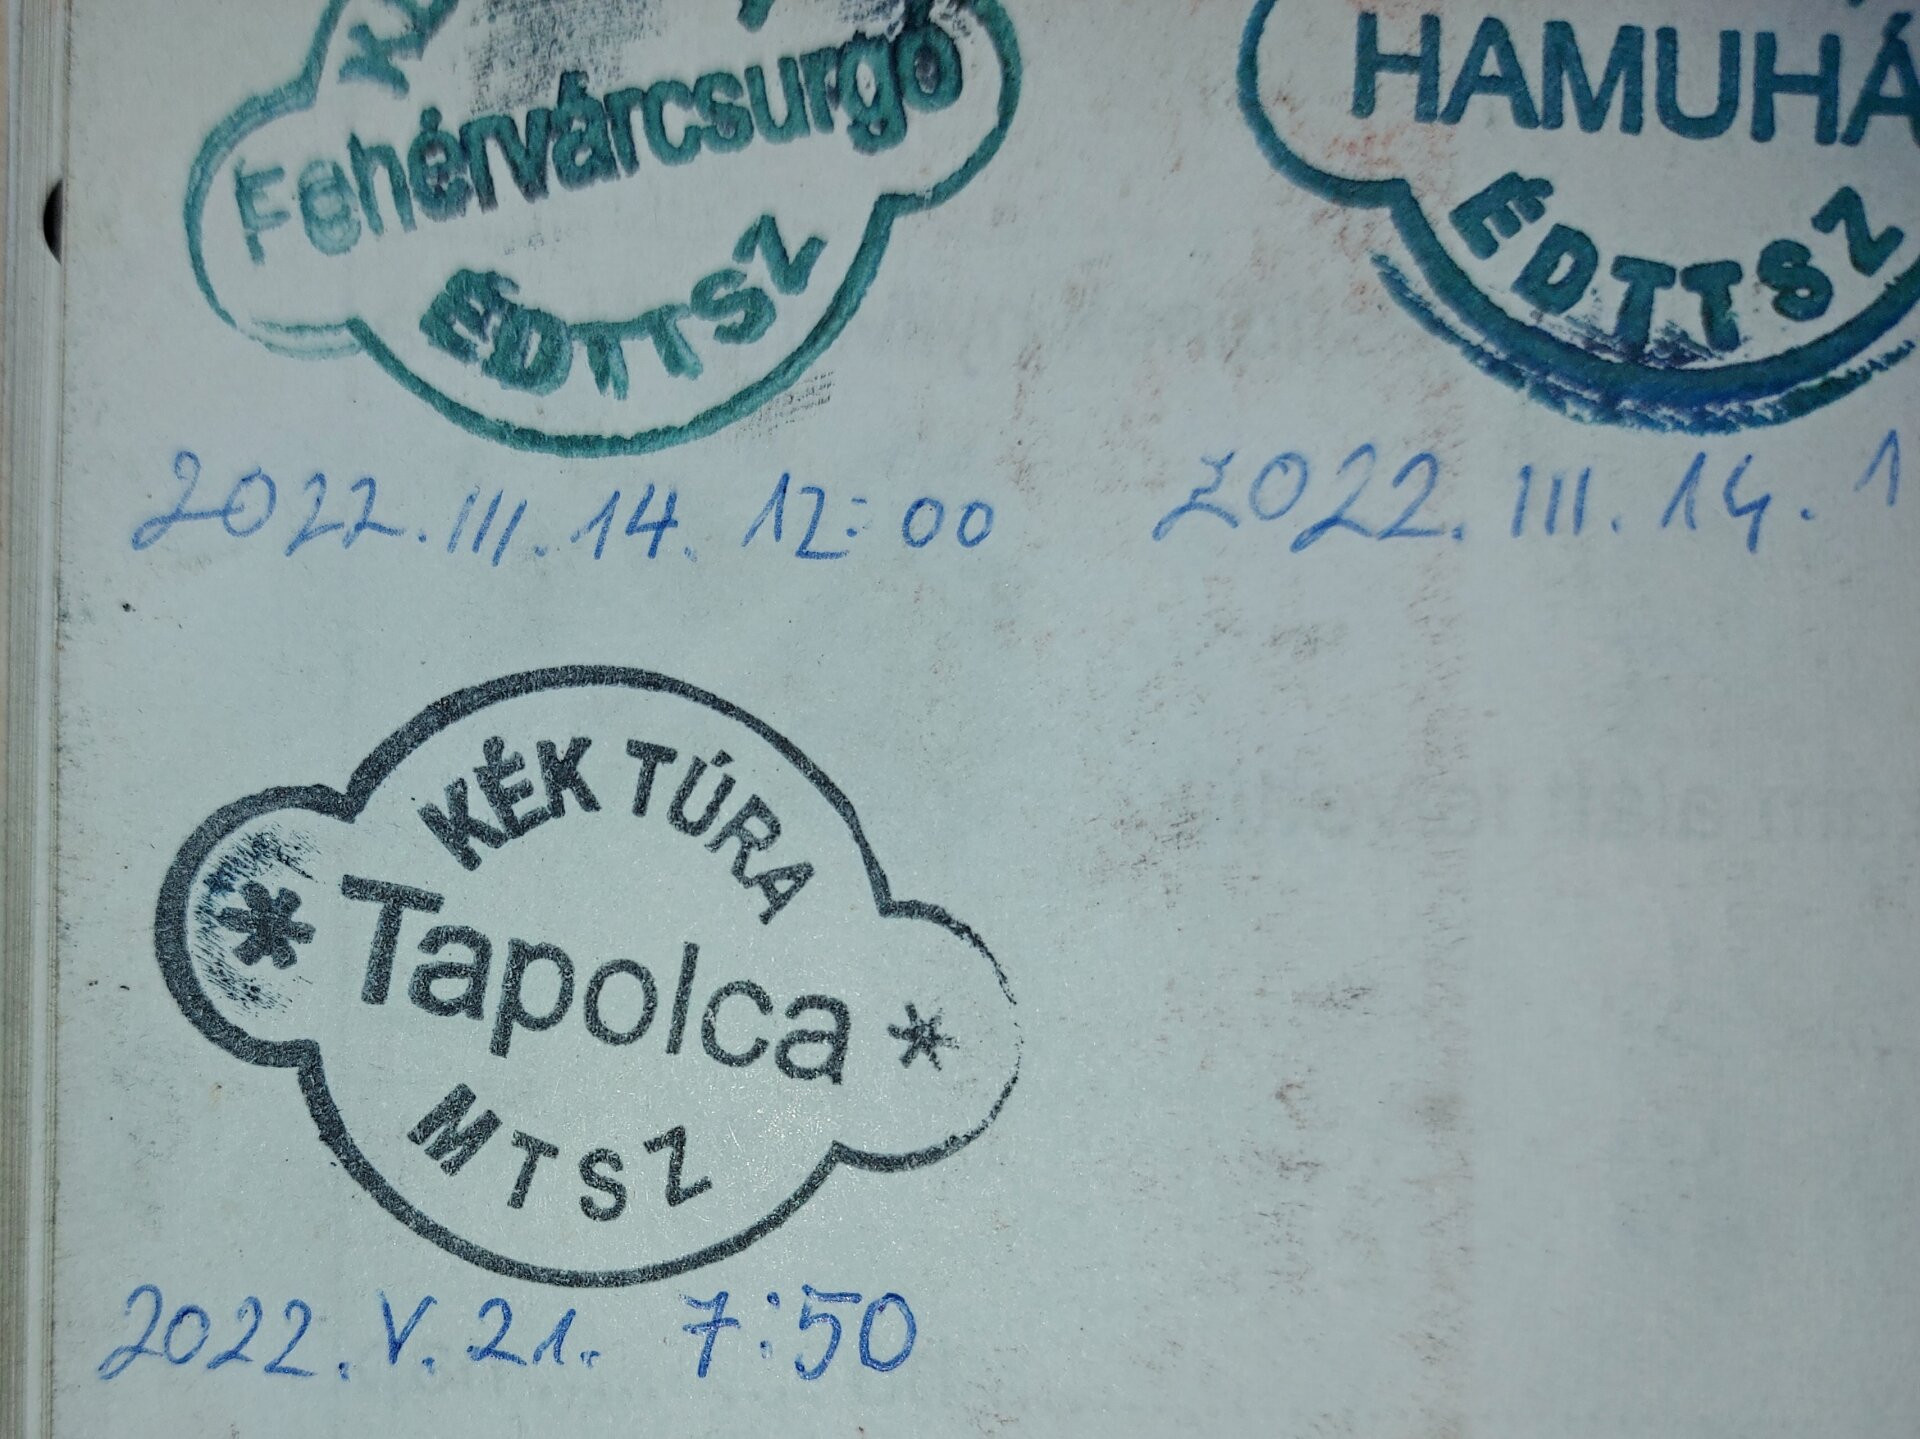 Fehérvárcsurgó
ÉDTTSZ
2022.III.14. 12:00
HAMUHÁ
ÉDTTSZ
2022.III.14. 1
KÉK TÚRA
* Tapolca *
MTSZ
2022.V.21. 7:50